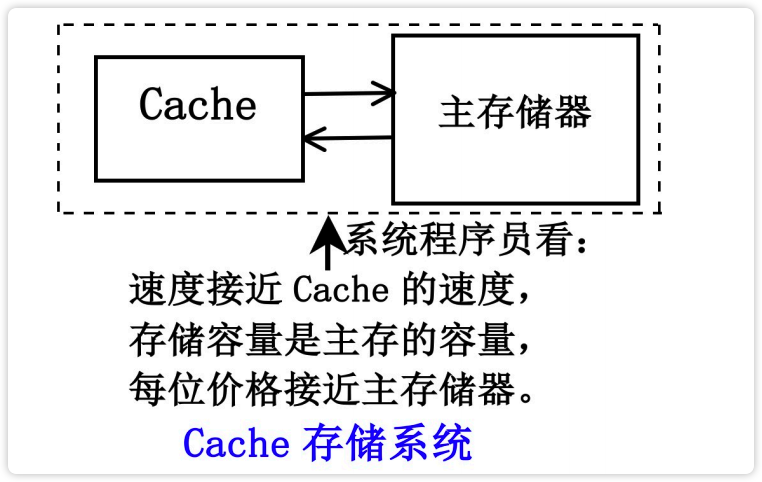 Cache
主存储器
系统程序员看：
速度接近 Cache 的速度，
存储容量是主存的容量，
每位价格接近主存储器。
Cache 存储系统